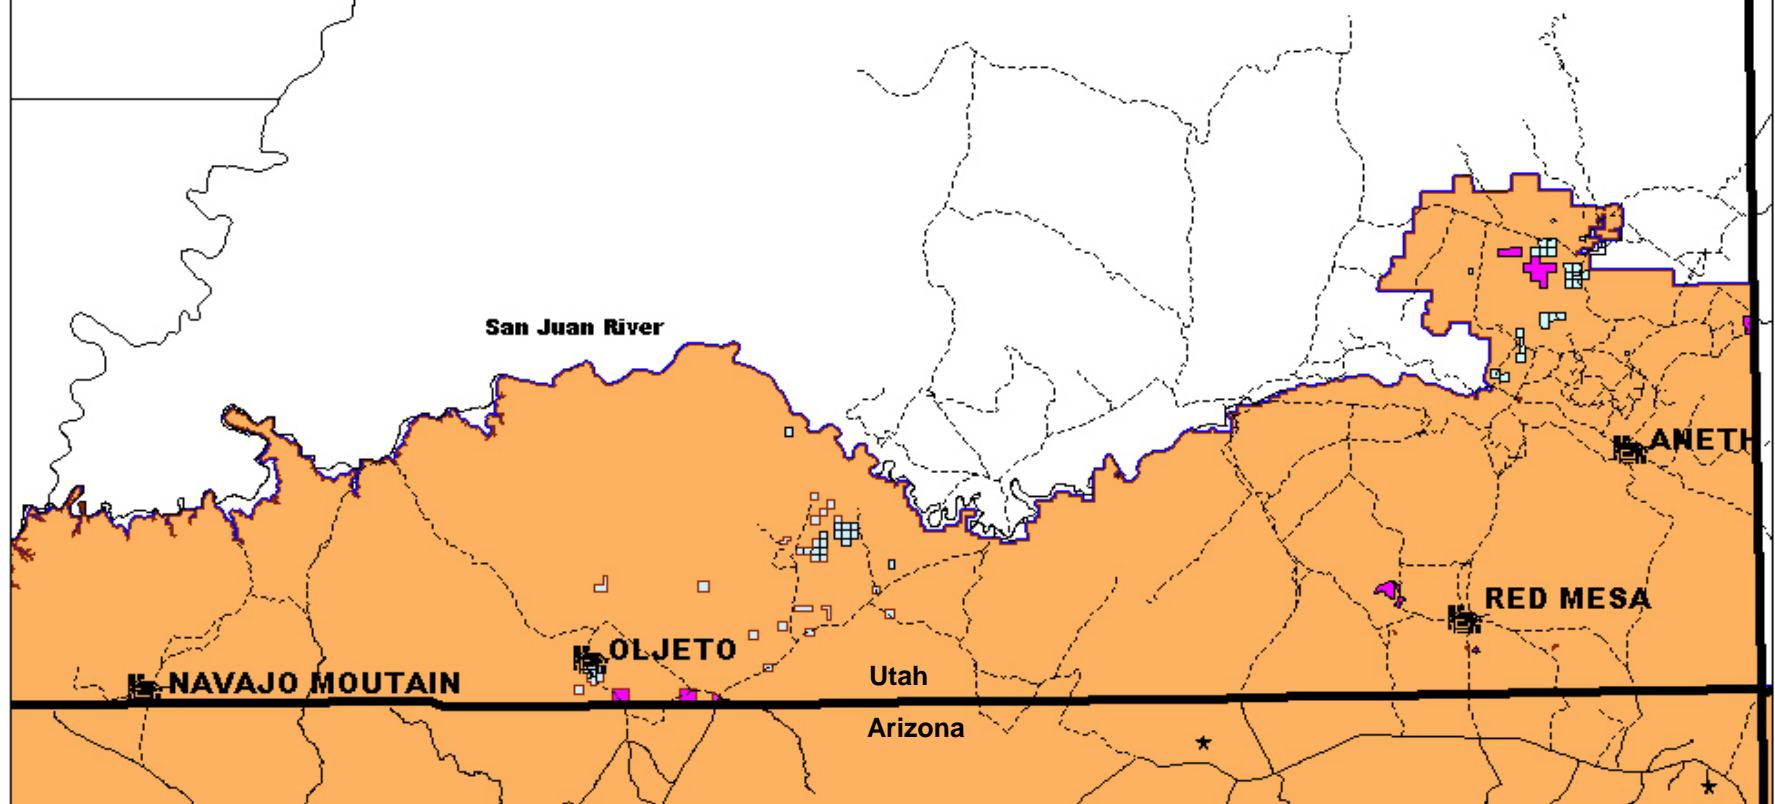 San Juan River
ANETH
RED MESA
OLJETO
Utah
NAVAJO MOUTAIN
Arizona